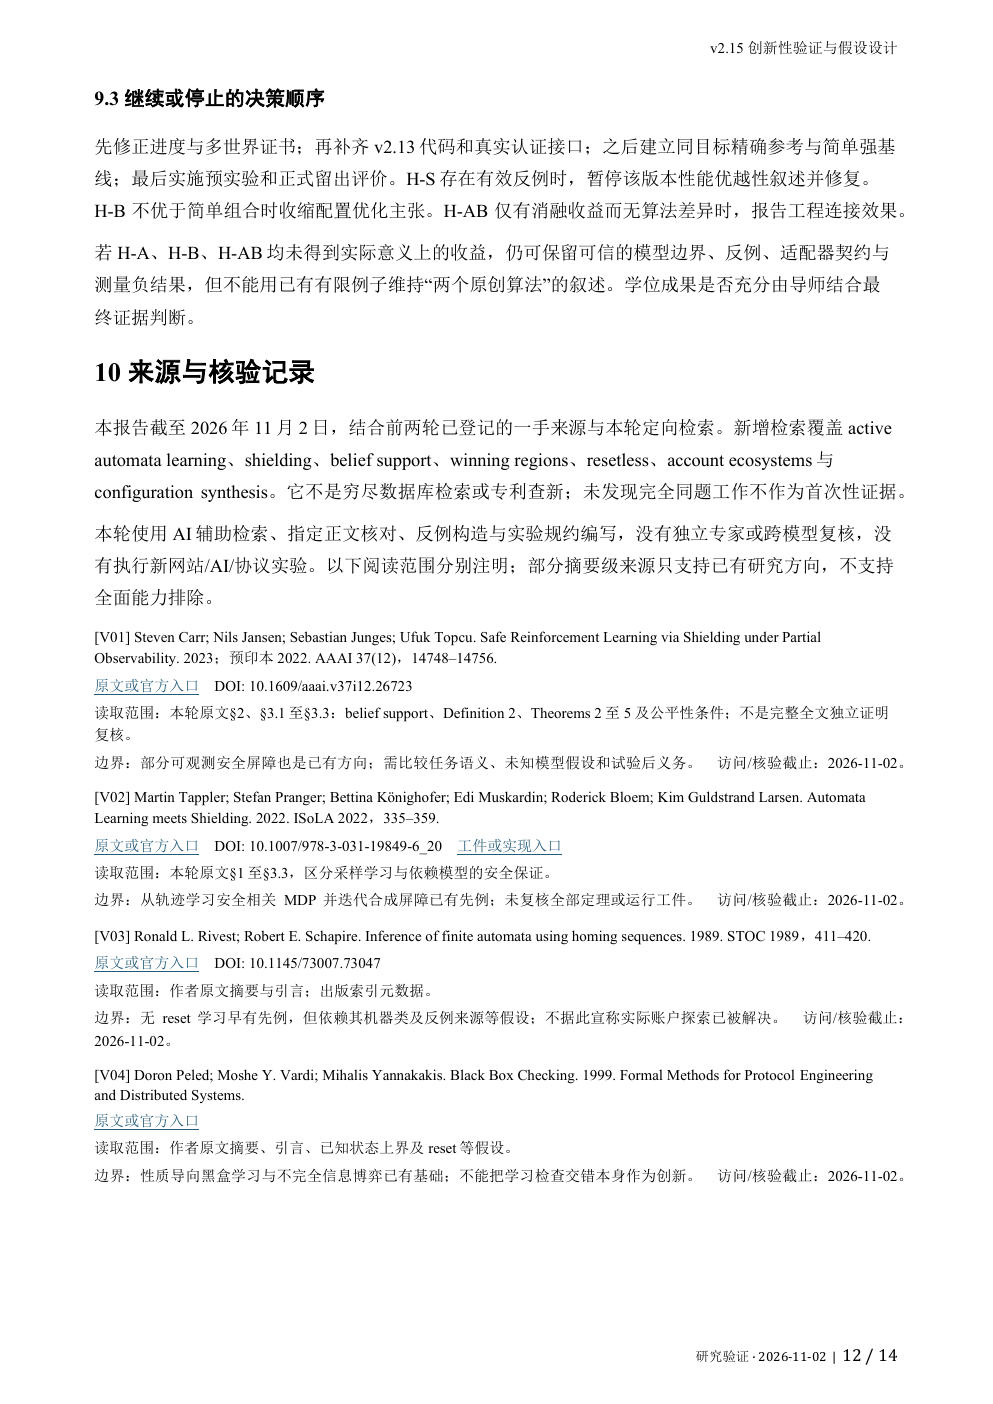 v2.15 创新性验证与假设设计
9.3 继续或停止的决策顺序
先修正进度与多世界证书；再补齐 v2.13 代码和真实认证接口；之后建立同目标精确参考与简单强基
线；最后实施预实验和正式留出评价。H-S 存在有效反例时，暂停该版本性能优越性叙述并修复。
H-B 不优于简单组合时收缩配置优化主张。H-AB 仅有消融收益而无算法差异时，报告工程连接效果。
若 H-A、H-B、H-AB 均未得到实际意义上的收益，仍可保留可信的模型边界、反例、适配器契约与
测量负结果，但不能用已有有限例子维持“两个原创算法”的叙述。学位成果是否充分由导师结合最
终证据判断。
10 来源与核验记录
本报告截至 2026 年 11 月 2 日，结合前两轮已登记的一手来源与本轮定向检索。新增检索覆盖 active
automata learning、shielding、belief support、winning regions、resetless、account ecosystems 与
configuration synthesis。它不是穷尽数据库检索或专利查新；未发现完全同题工作不作为首次性证据。
本轮使用 AI 辅助检索、指定正文核对、反例构造与实验规约编写，没有独立专家或跨模型复核，没
有执行新网站/AI/协议实验。以下阅读范围分别注明；部分摘要级来源只支持已有研究方向，不支持
全面能力排除。
[V01] Steven Carr; Nils Jansen; Sebastian Junges; Ufuk Topcu. Safe Reinforcement Learning via Shielding under Partial
Observability. 2023；预印本 2022. AAAI 37(12)，14748–14756.
原文或官方入口 DOI: 10.1609/aaai.v37i12.26723
读取范围：本轮原文§2、§3.1 至§3.3：belief support、Definition 2、Theorems 2 至 5 及公平性条件；不是完整全文独立证明
复核。
边界：部分可观测安全屏障也是已有方向；需比较任务语义、未知模型假设和试验后义务。 访问/核验截止：2026-11-02。
[V02] Martin Tappler; Stefan Pranger; Bettina Könighofer; Edi Muskardin; Roderick Bloem; Kim Guldstrand Larsen. Automata
Learning meets Shielding. 2022. ISoLA 2022，335–359.
原文或官方入口 DOI: 10.1007/978-3-031-19849-6_20 工件或实现入口
读取范围：本轮原文§1 至§3.3，区分采样学习与依赖模型的安全保证。
边界：从轨迹学习安全相关 MDP 并迭代合成屏障已有先例；未复核全部定理或运行工件。 访问/核验截止：2026-11-02。
[V03] Ronald L. Rivest; Robert E. Schapire. Inference of finite automata using homing sequences. 1989. STOC 1989，411–420.
原文或官方入口 DOI: 10.1145/73007.73047
读取范围：作者原文摘要与引言；出版索引元数据。
边界：无 reset 学习早有先例，但依赖其机器类及反例来源等假设；不据此宣称实际账户探索已被解决。 访问/核验截止：
2026-11-02。
[V04] Doron Peled; Moshe Y. Vardi; Mihalis Yannakakis. Black Box Checking. 1999. Formal Methods for Protocol Engineering
and Distributed Systems.
原文或官方入口
读取范围：作者原文摘要、引言、已知状态上界及 reset 等假设。
边界：性质导向黑盒学习与不完全信息博弈已有基础；不能把学习检查交错本身作为创新。 访问/核验截止：2026-11-02。
研究验证 · 2026-11-02 | 12 / 14